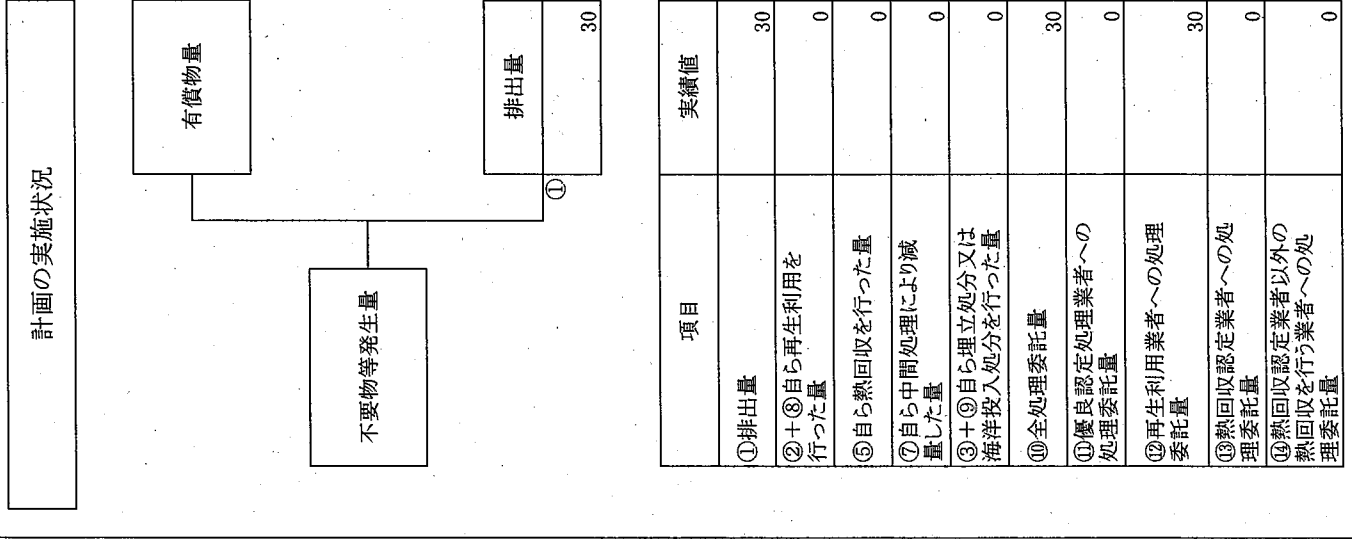 計画の実施状況
有償物量
不要物等発生量
排出量
①
30
項目
実績値
①排出量
30
②+⑧自ら再生利用を
行った量
0
⑤自ら熱回収を行った量
0
⑦自ら中間処理により減
量した量
0
③+⑨自ら埋立処分又は
海洋投入処分を行った量
0
⑩全処理委託量
30
⑪優良認定処理業者への
処理委託量
0
⑫再生利用業者への処理
委託量
30
⑬熱回収認定業者への処
理委託量
0
⑭熱回収認定業者以外の
熱回収を行う業者への処
理委託量
0